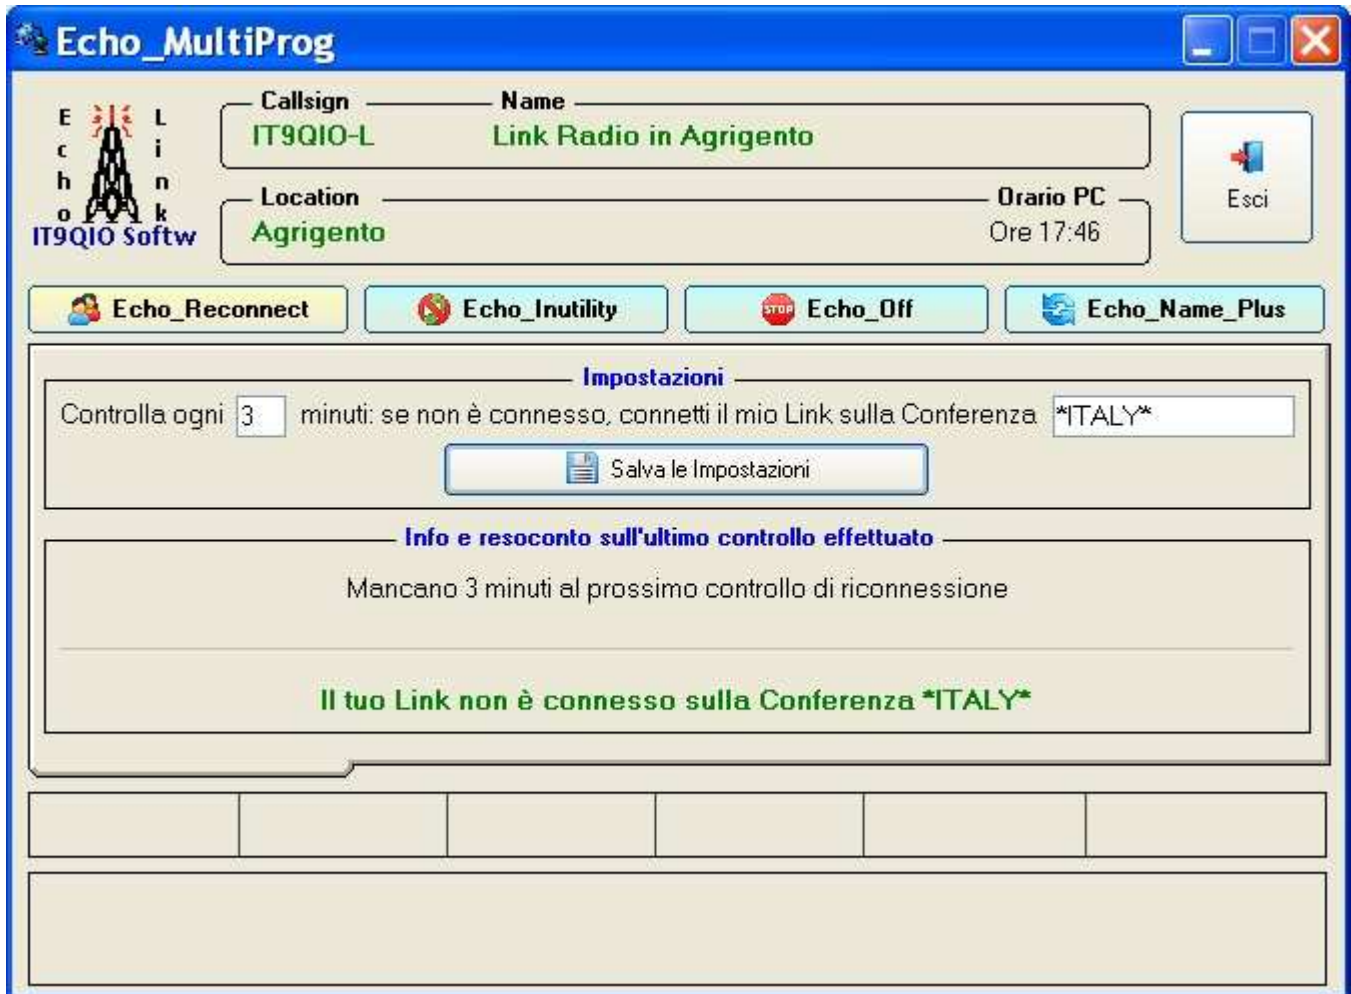 Echo_MultiProg
Echo Link
IT9QIO Softw
Callsign Name
IT9QIO-L Link Radio in Agrigento
Location Orario PC
Agrigento Ore 17:46
Esci
Echo_Reconnect Echo_Inutility Echo_Off Echo_Name_Plus
Impostazioni
Controlla ogni 3 minuti: se non è connesso, connetti il mio Link sulla Conferenza *ITALY*
Salva le Impostazioni
Info e resoconto sull'ultimo controllo effettuato
Mancano 3 minuti al prossimo controllo di riconnessione
Il tuo Link non è connesso sulla Conferenza *ITALY*